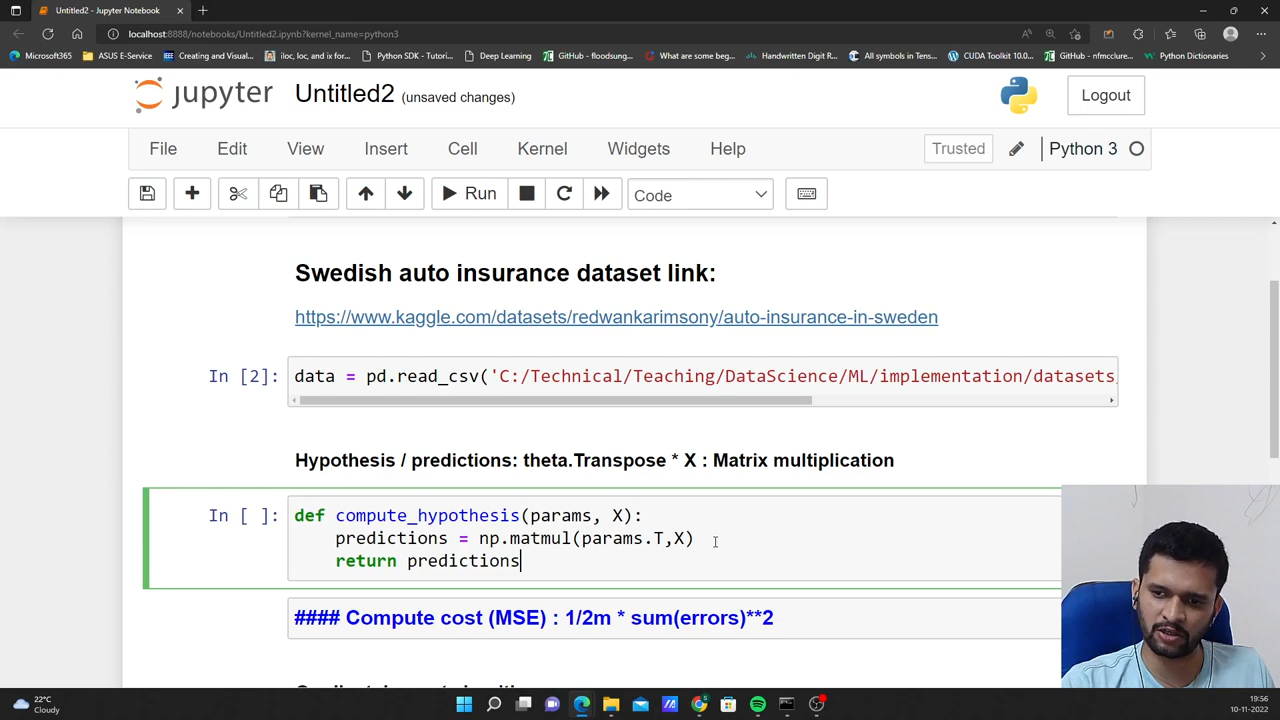 Untitled2 - Jupyter Notebook
localhost:8888/notebooks/Untitled2.ipynb?kernel_name=python3
Microsoft365
ASUS E-Service
Creating and Visual...
iloc, loc, and ix for...
Python SDK - Tutori...
Deep Learning
GitHub - floodsung...
What are some beg...
Handwritten Digit R...
All symbols in Tens...
CUDA Toolkit 10.0...
GitHub - nfmcclure...
Python Dictionaries
jupyter Untitled2 (unsaved changes)
Logout
File Edit View Insert Cell Kernel Widgets Help
Trusted
Python 3
Run
Code
Swedish auto insurance dataset link:
https://www.kaggle.com/datasets/redwankarimsony/auto-insurance-in-sweden
In [2]: data = pd.read_csv('C:/Technical/Teaching/DataScience/ML/implementation/datasets
Hypothesis / predictions: theta.Transpose * X : Matrix multiplication
In [ ]: def compute_hypothesis(params, X):
predictions = np.matmul(params.T,X)
return predictions
#### Compute cost (MSE) : 1/2m * sum(errors)**2
22°C
Cloudy
19:56
10-11-2022